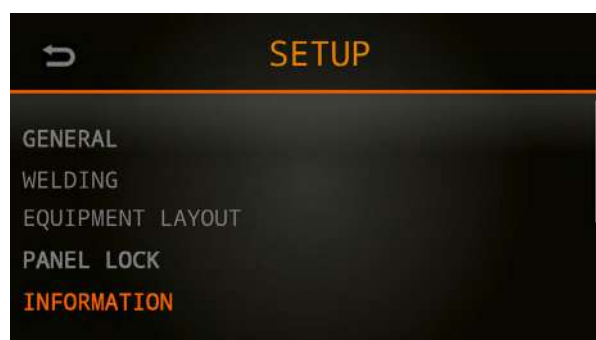 SETUP
GENERAL
WELDING
EQUIPMENT LAYOUT
PANEL LOCK
INFORMATION